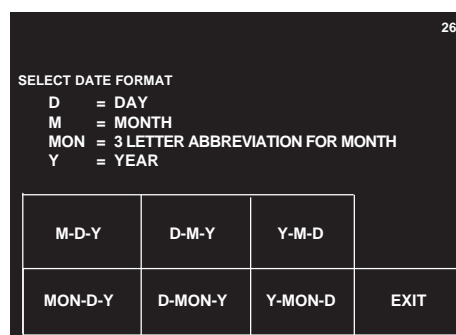 26
SELECT DATE FORMAT
D = DAY
M = MONTH
MON = 3 LETTER ABBREVIATION FOR MONTH
Y = YEAR
M-D-Y D-M-Y Y-M-D
MON-D-Y D-MON-Y Y-MON-D EXIT